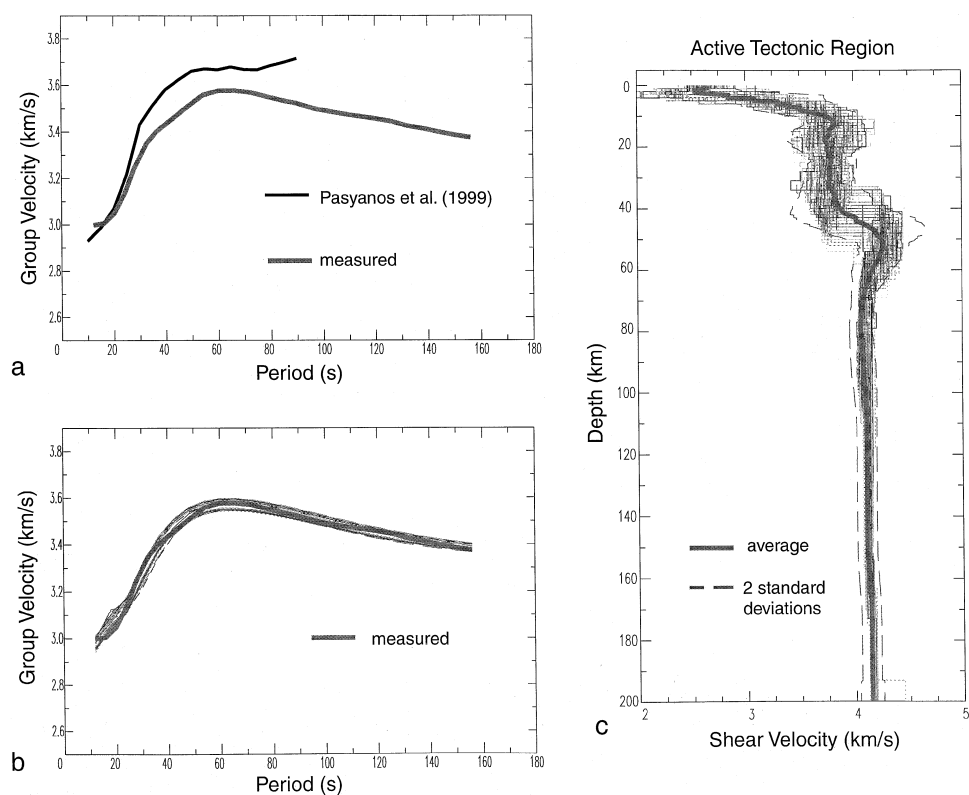 3.8
3.6
3.4
3.2
3.0
2.8
2.6
Group Velocity (km/s)
Pasyanos et al. (1999)
measured
0 20 40 60 80 100 120 140 160 180
Period (s)
a
3.8
3.6
3.4
3.2
3.0
2.8
2.6
Group Velocity (km/s)
measured
0 20 40 60 80 100 120 140 160 180
Period (s)
b
Active Tectonic Region
0
10
20
40
60
80
100
120
140
160
180
200
Depth (km)
average
2 standard
deviations
2 3 4 5
Shear Velocity (km/s)
c